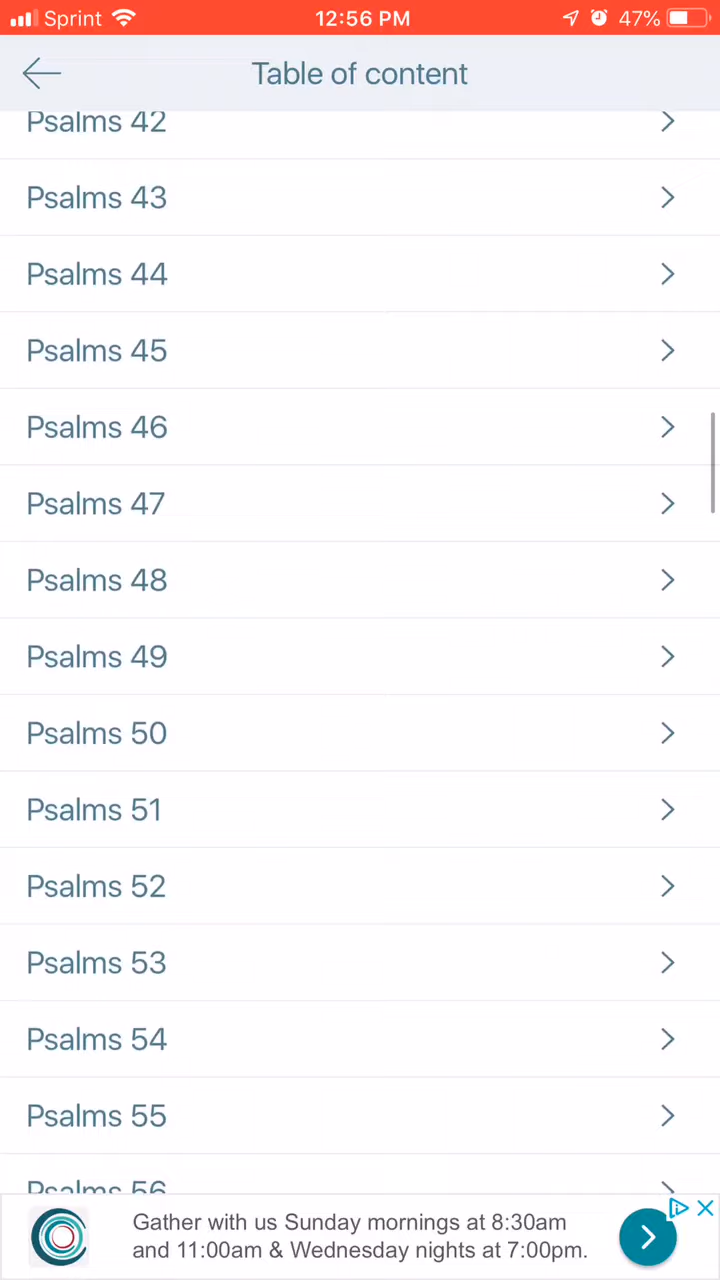 Sprint 12:56 PM 47%
Table of content
Psalms 42
Psalms 43
Psalms 44
Psalms 45
Psalms 46
Psalms 47
Psalms 48
Psalms 49
Psalms 50
Psalms 51
Psalms 52
Psalms 53
Psalms 54
Psalms 55
Psalms 56
Gather with us Sunday mornings at 8:30am
and 11:00am & Wednesday nights at 7:00pm.